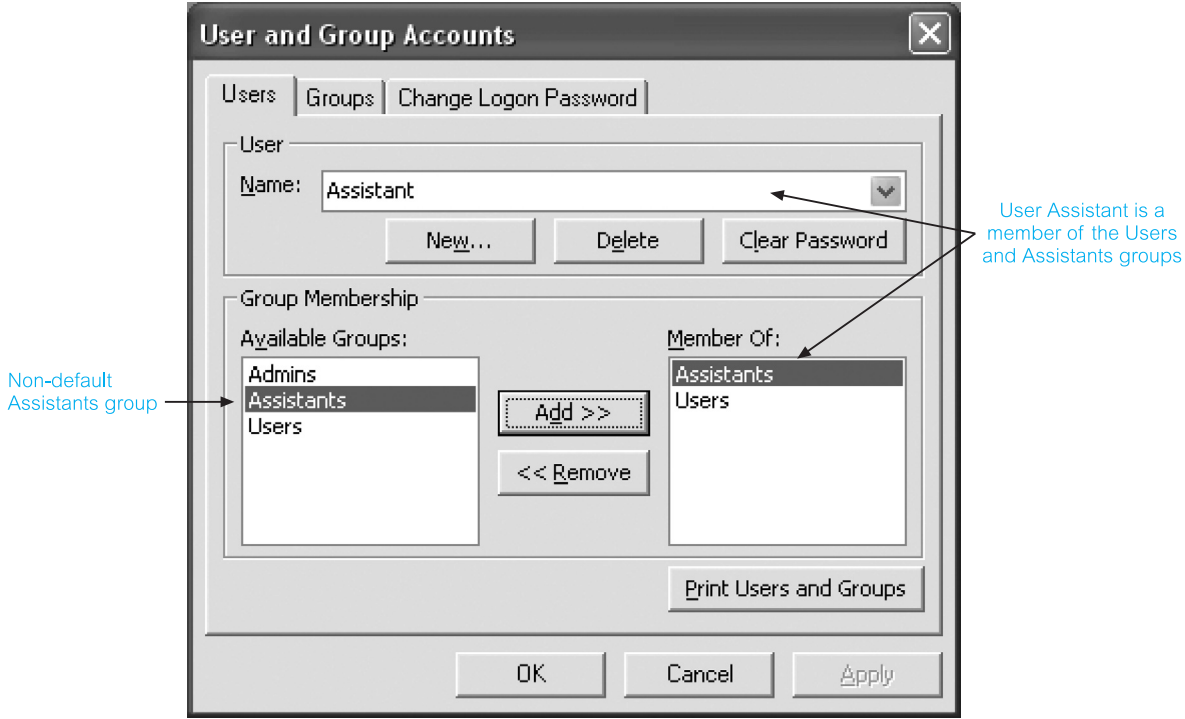 User and Group Accounts
Users
Groups
Change Logon Password
User
Name:
Assistant
New...
Delete
Clear Password
User Assistant is a
member of the Users
and Assistants groups
Group Membership
Available Groups:
Member Of:
Non-default
Assistants group
Admins
Assistants
Users
Add >>
<< Remove
Assistants
Users
Print Users and Groups
OK
Cancel
Apply